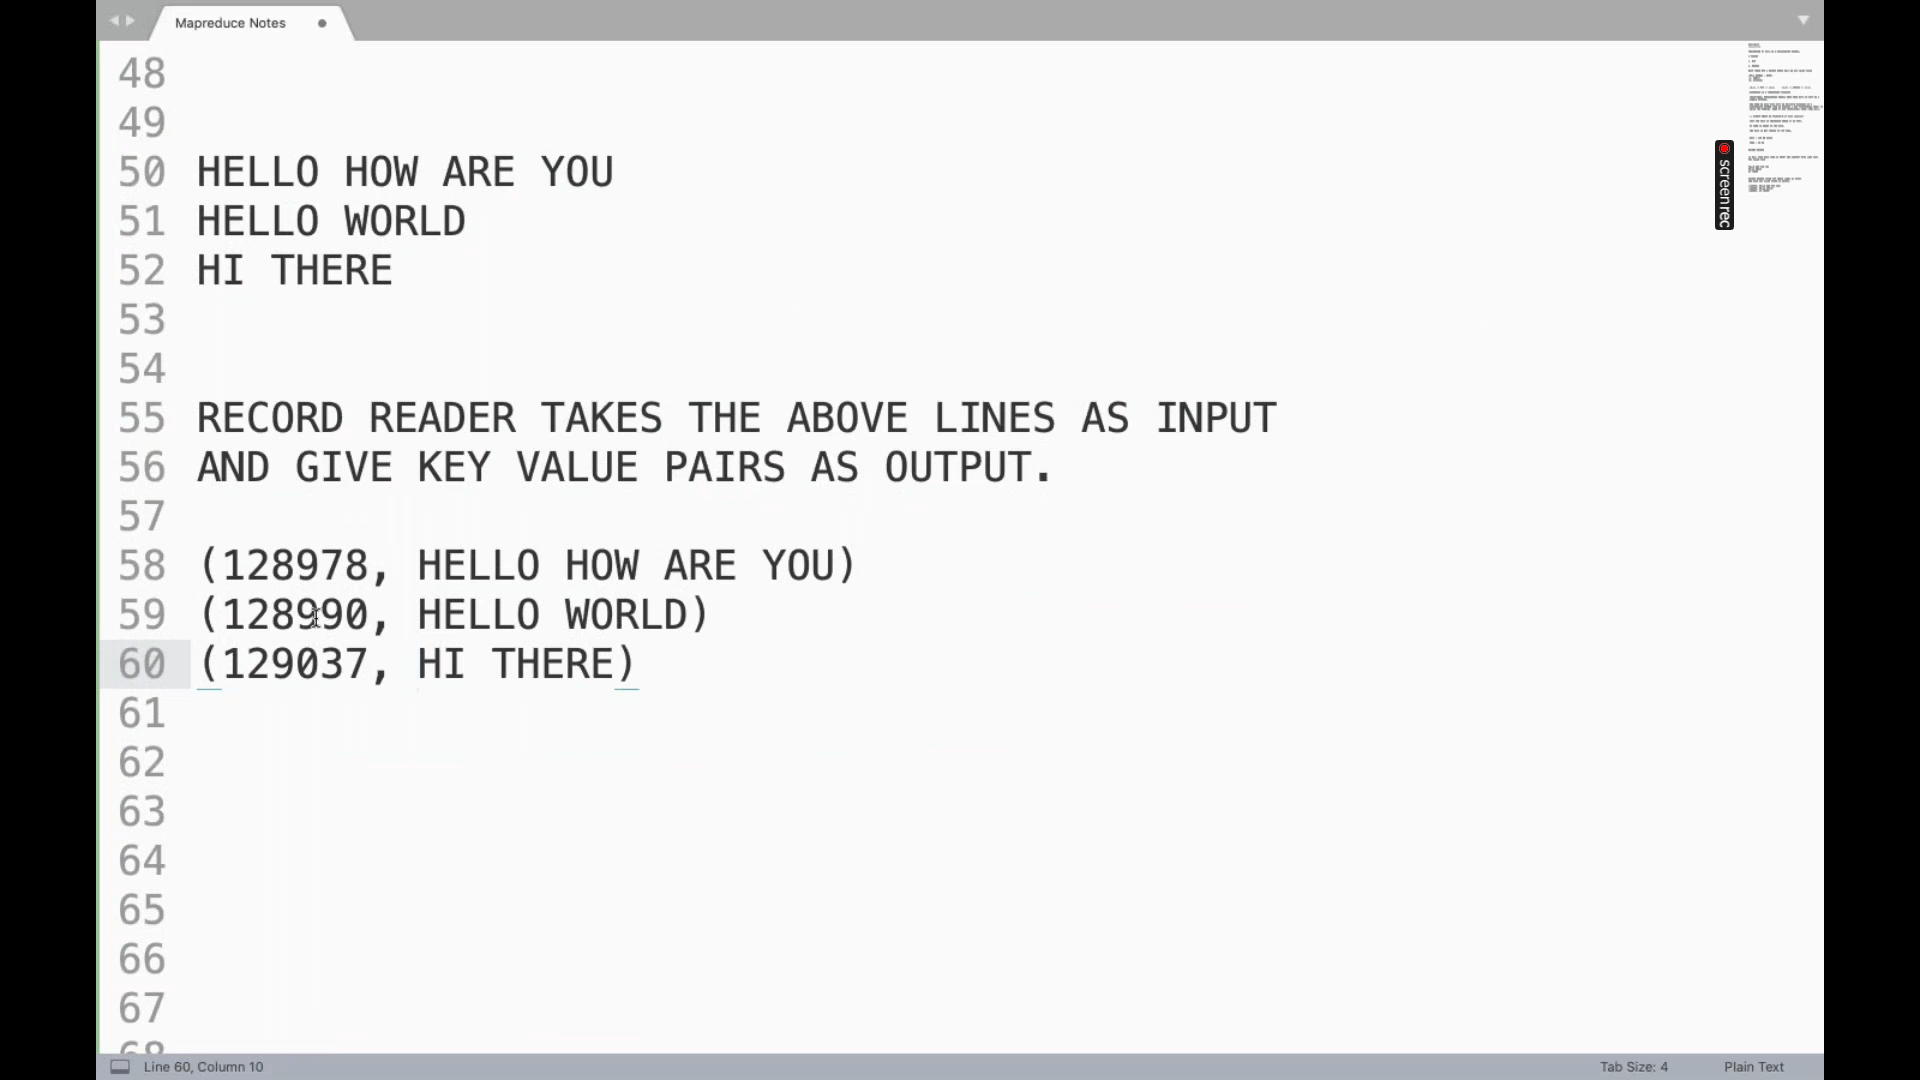 Mapreduce Notes
48
49
50 HELLO HOW ARE YOU
51 HELLO WORLD
52 HI THERE
53
54
55 RECORD READER TAKES THE ABOVE LINES AS INPUT
56 AND GIVE KEY VALUE PAIRS AS OUTPUT.
57
58 (128978, HELLO HOW ARE YOU)
59 (128990, HELLO WORLD)
60 (129037, HI THERE)
61
62
63
64
65
66
67
68
screenrec
Line 60, Column 10
Tab Size: 4
Plain Text